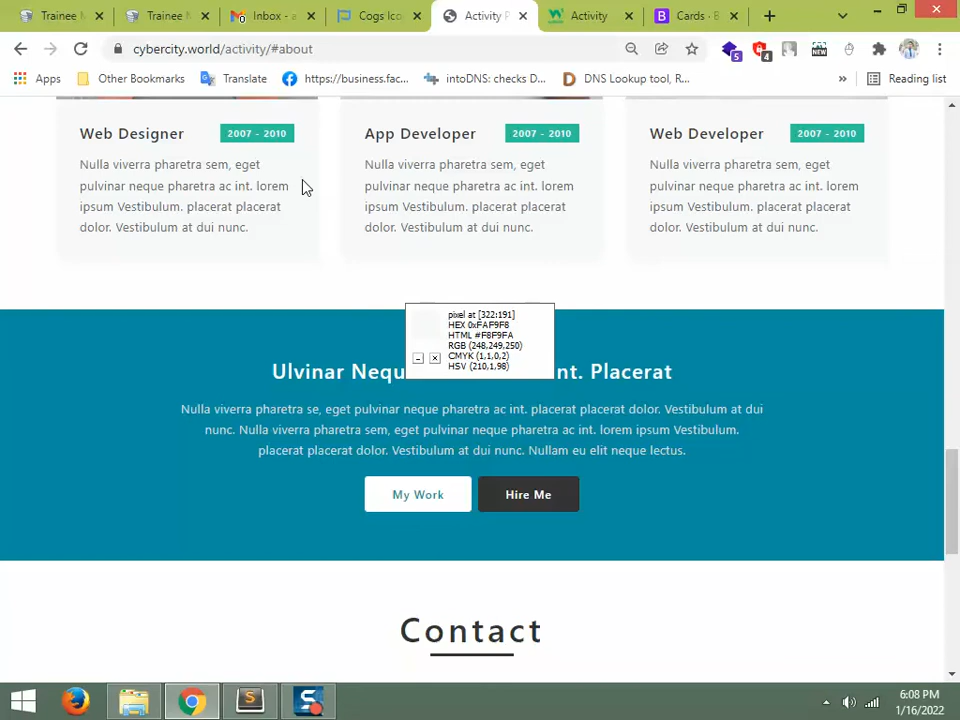 Trainee N
Trainee N
Inbox - a
Cogs Ico
Activity P
Activity
Cards · B
cybercity.world/activity/#about
5
4
NEW
Apps
Other Bookmarks
Translate
https://business.fac...
intoDNS: checks D...
DNS Lookup tool, R...
»
Reading list
Web Designer
2007 - 2010
Nulla viverra pharetra sem, eget
pulvinar neque pharetra ac int. lorem
ipsum Vestibulum. placerat placerat
dolor. Vestibulum at dui nunc.
App Developer
2007 - 2010
Nulla viverra pharetra sem, eget
pulvinar neque pharetra ac int. lorem
ipsum Vestibulum. placerat placerat
dolor. Vestibulum at dui nunc.
Web Developer
2007 - 2010
Nulla viverra pharetra sem, eget
pulvinar neque pharetra ac int. lorem
ipsum Vestibulum. placerat placerat
dolor. Vestibulum at dui nunc.
pixel at [322:191]
HEX 0xFAF9F8
HTML #F8F9FA
RGB (248,249,250)
CMYK (1,1,0,2)
HSV (210,1,98)
Ulvinar Nequ nt. Placerat
Nulla viverra pharetra se, eget pulvinar neque pharetra ac int. placerat placerat dolor. Vestibulum at dui
nunc. Nulla viverra pharetra sem, eget pulvinar neque pharetra ac int. lorem ipsum Vestibulum.
placerat placerat dolor. Vestibulum at dui nunc. Nullam eu elit neque lectus.
My Work
Hire Me
Contact
6:08 PM
1/16/2022